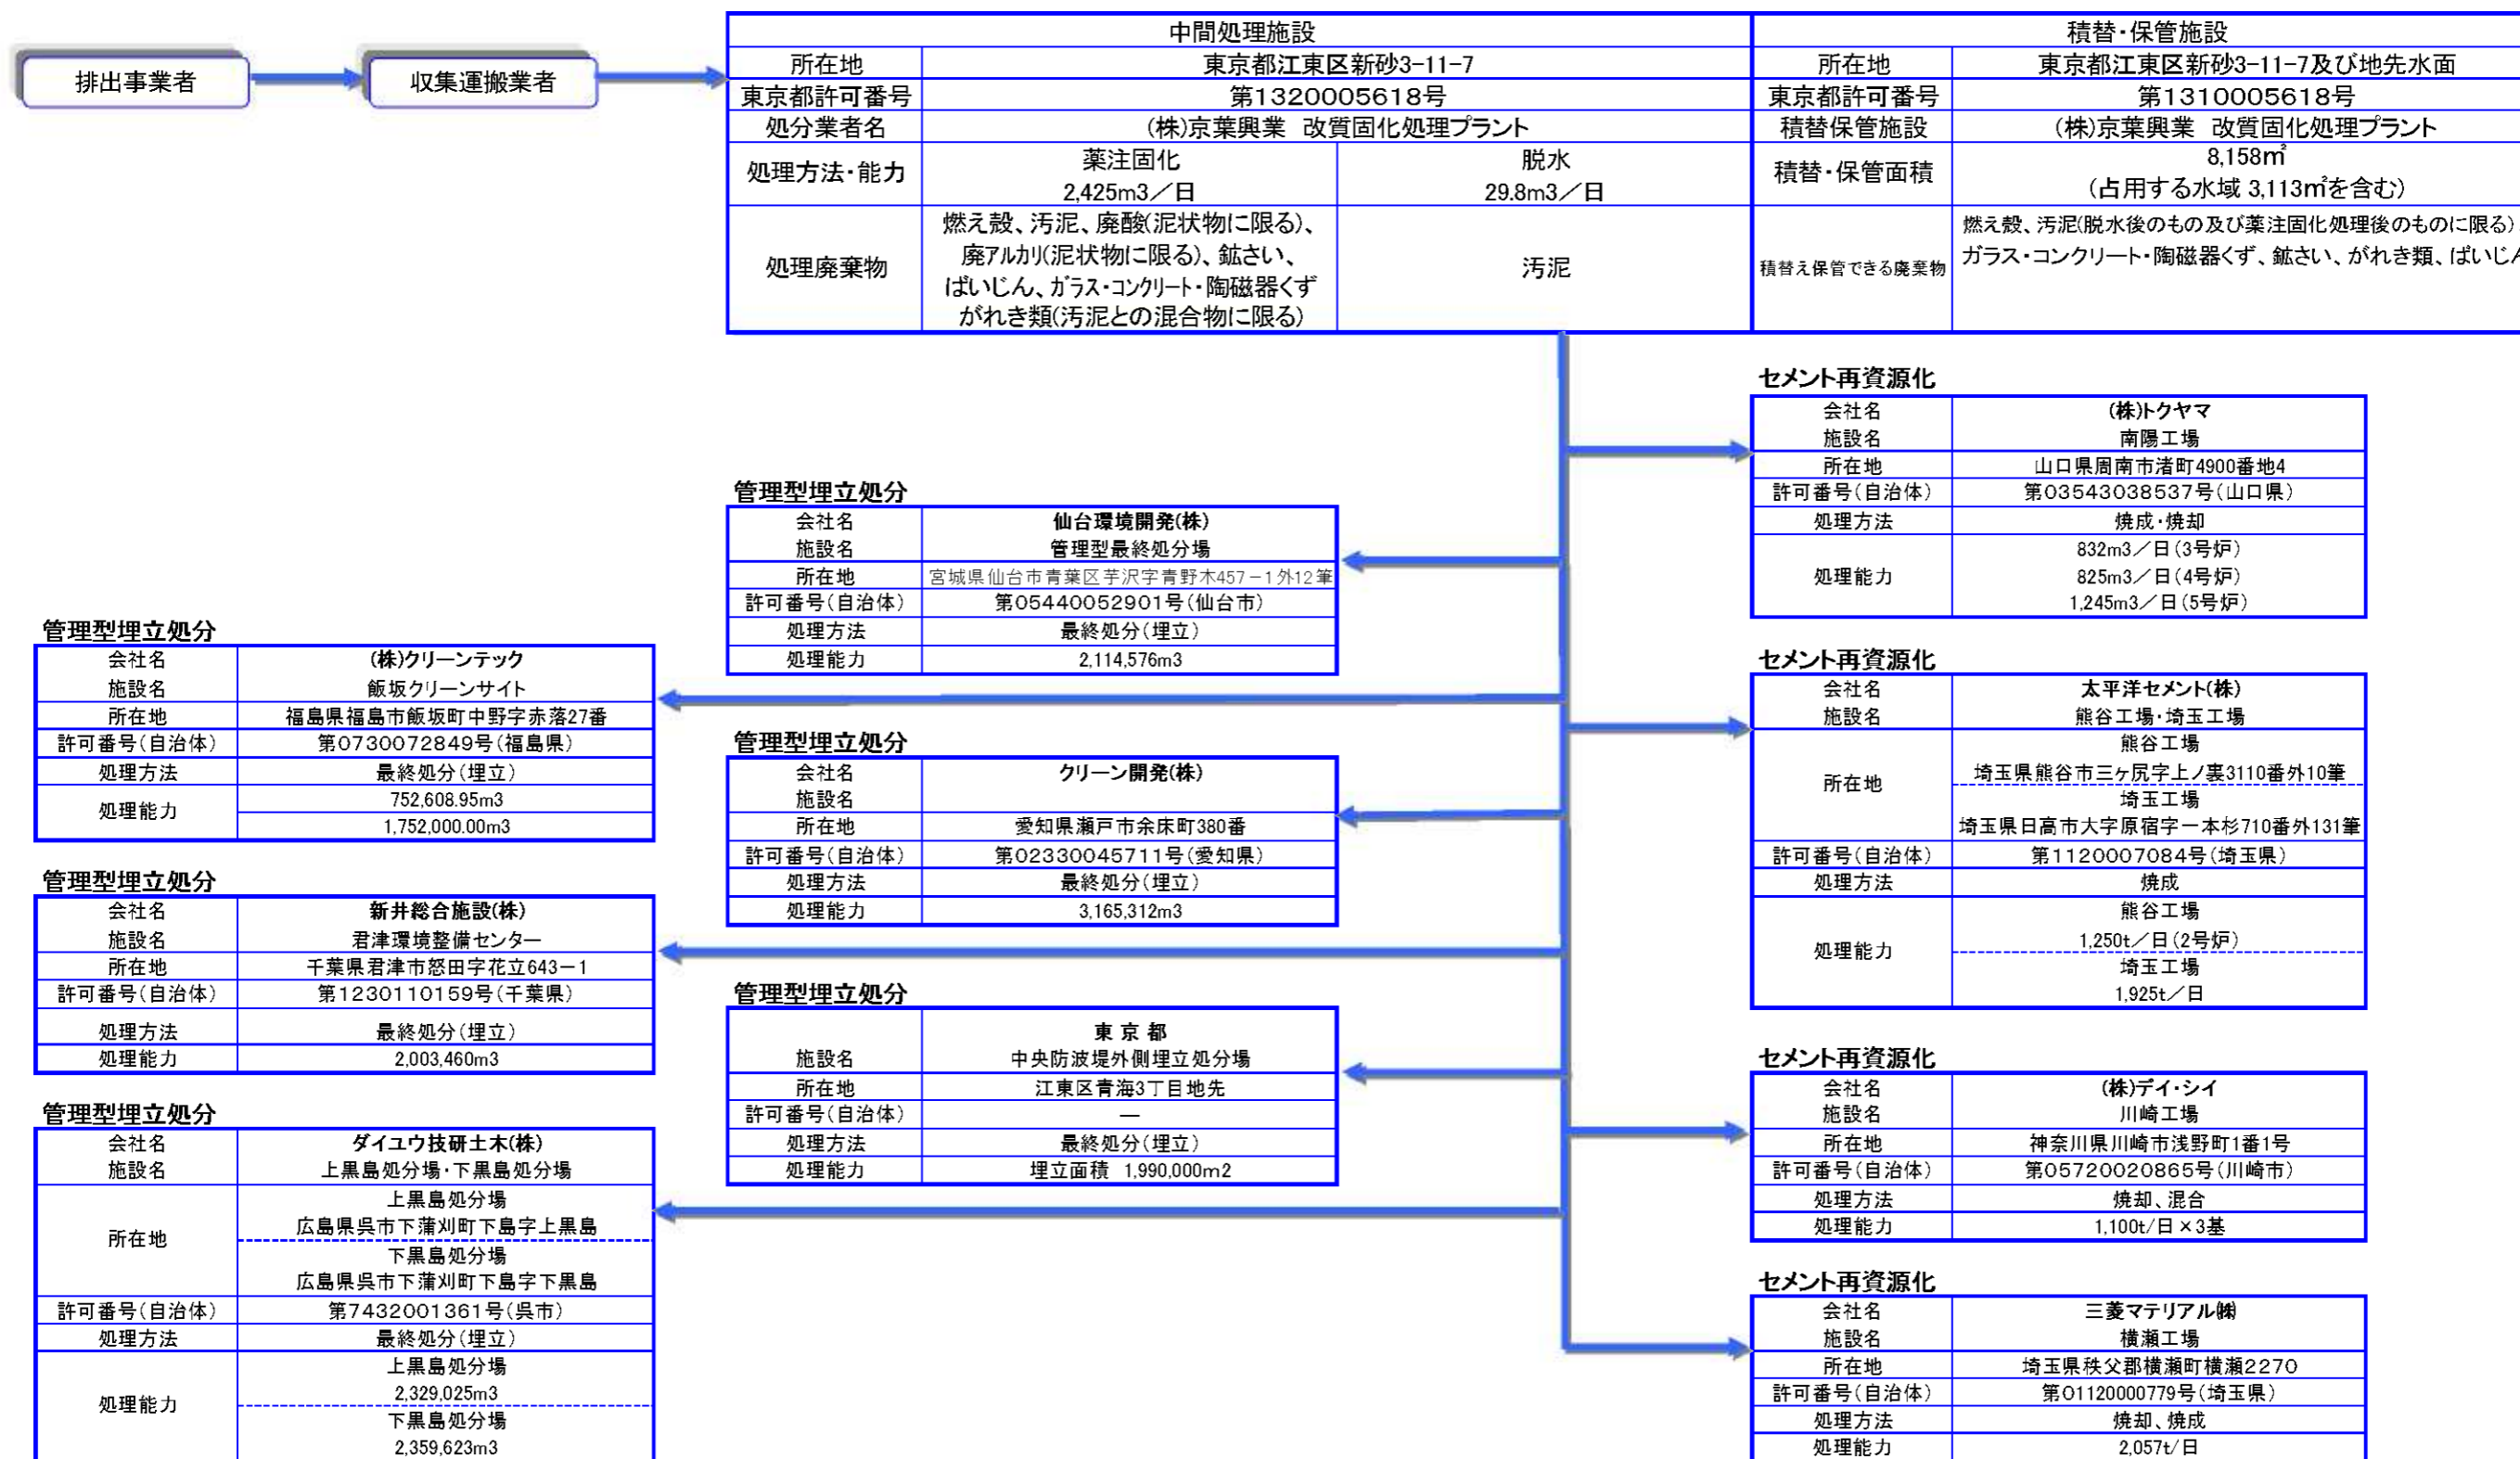 排出事業者
収集運搬業者
中間処理施設
所在地 東京都江東区新砂3-11-7
東京都許可番号 第1320005618号
処分業者名 (株)京葉興業 改質固化処理プラント
処理方法・能力 薬注固化 脱水
2,425m3／日 29.8m3／日
処理廃棄物
燃え殻、汚泥、廃酸(泥状物に限る)、
廃アルカリ(泥状物に限る)、鉱さい、
ばいじん、ガラス・コンクリート・陶磁器くず
がれき類(汚泥との混合物に限る)
汚泥
積替・保管施設
所在地 東京都江東区新砂3-11-7及び地先水面
東京都許可番号 第1310005618号
積替保管施設 (株)京葉興業 改質固化処理プラント
積替・保管面積 8,158㎡
(占用する水域 3,113㎡を含む)
積替え保管できる廃棄物
燃え殻、汚泥(脱水後のもの及び薬注固化処理後のものに限る)
ガラス・コンクリート・陶磁器くず、鉱さい、がれき類、ばいじん
管理型埋立処分
会社名 (株)クリーンテック
施設名 飯坂クリーンサイト
所在地 福島県福島市飯坂町中野字赤落27番
許可番号(自治体) 第0730072849号(福島県)
処理方法 最終処分(埋立)
処理能力 752,608.95m3
1,752,000.00m3
管理型埋立処分
会社名 新井総合施設(株)
施設名 君津環境整備センター
所在地 千葉県君津市怒田字花立643－1
許可番号(自治体) 第1230110159号(千葉県)
処理方法 最終処分(埋立)
処理能力 2,003,460m3
管理型埋立処分
会社名 ダイユウ技研土木(株)
施設名 上黒島処分場・下黒島処分場
所在地
上黒島処分場
広島県呉市下蒲刈町下島字上黒島
下黒島処分場
広島県呉市下蒲刈町下島字下黒島
許可番号(自治体) 第7432001361号(呉市)
処理方法 最終処分(埋立)
処理能力
上黒島処分場
2,329,025m3
下黒島処分場
2,359,623m3
管理型埋立処分
会社名 仙台環境開発(株)
施設名 管理型最終処分場
所在地 宮城県仙台市青葉区芋沢字青野木457－1外12筆
許可番号(自治体) 第05440052901号(仙台市)
処理方法 最終処分(埋立)
処理能力 2,114,576m3
管理型埋立処分
会社名 クリーン開発(株)
施設名
所在地 愛知県瀬戸市余床町380番
許可番号(自治体) 第02330045711号(愛知県)
処理方法 最終処分(埋立)
処理能力 3,165,312m3
管理型埋立処分
東 京 都
施設名 中央防波堤外側埋立処分場
所在地 江東区青海3丁目地先
許可番号(自治体) ―
処理方法 最終処分(埋立)
処理能力 埋立面積 1,990,000m2
セメント再資源化
会社名 (株)トクヤマ
施設名 南陽工場
所在地 山口県周南市渚町4900番地4
許可番号(自治体) 第03543038537号(山口県)
処理方法 焼成・焼却
処理能力
832m3／日(3号炉)
825m3／日(4号炉)
1,245m3／日(5号炉)
セメント再資源化
会社名 太平洋セメント(株)
施設名 熊谷工場・埼玉工場
所在地
熊谷工場
埼玉県熊谷市三ヶ尻字上ノ裏3110番外10筆
埼玉工場
埼玉県日高市大字原宿字一本杉710番外131筆
許可番号(自治体) 第1120007084号(埼玉県)
処理方法 焼成
処理能力
熊谷工場
1,250t／日(2号炉)
埼玉工場
1,925t／日
セメント再資源化
会社名 (株)デイ・シイ
施設名 川崎工場
所在地 神奈川県川崎市浅野町1番1号
許可番号(自治体) 第05720020865号(川崎市)
処理方法 焼却、混合
処理能力 1,100t/日×3基
セメント再資源化
会社名 三菱マテリアル㈱
施設名 横瀬工場
所在地 埼玉県秩父郡横瀬町横瀬2270
許可番号(自治体) 第01120000779号(埼玉県)
処理方法 焼却、焼成
処理能力 2,057t/日